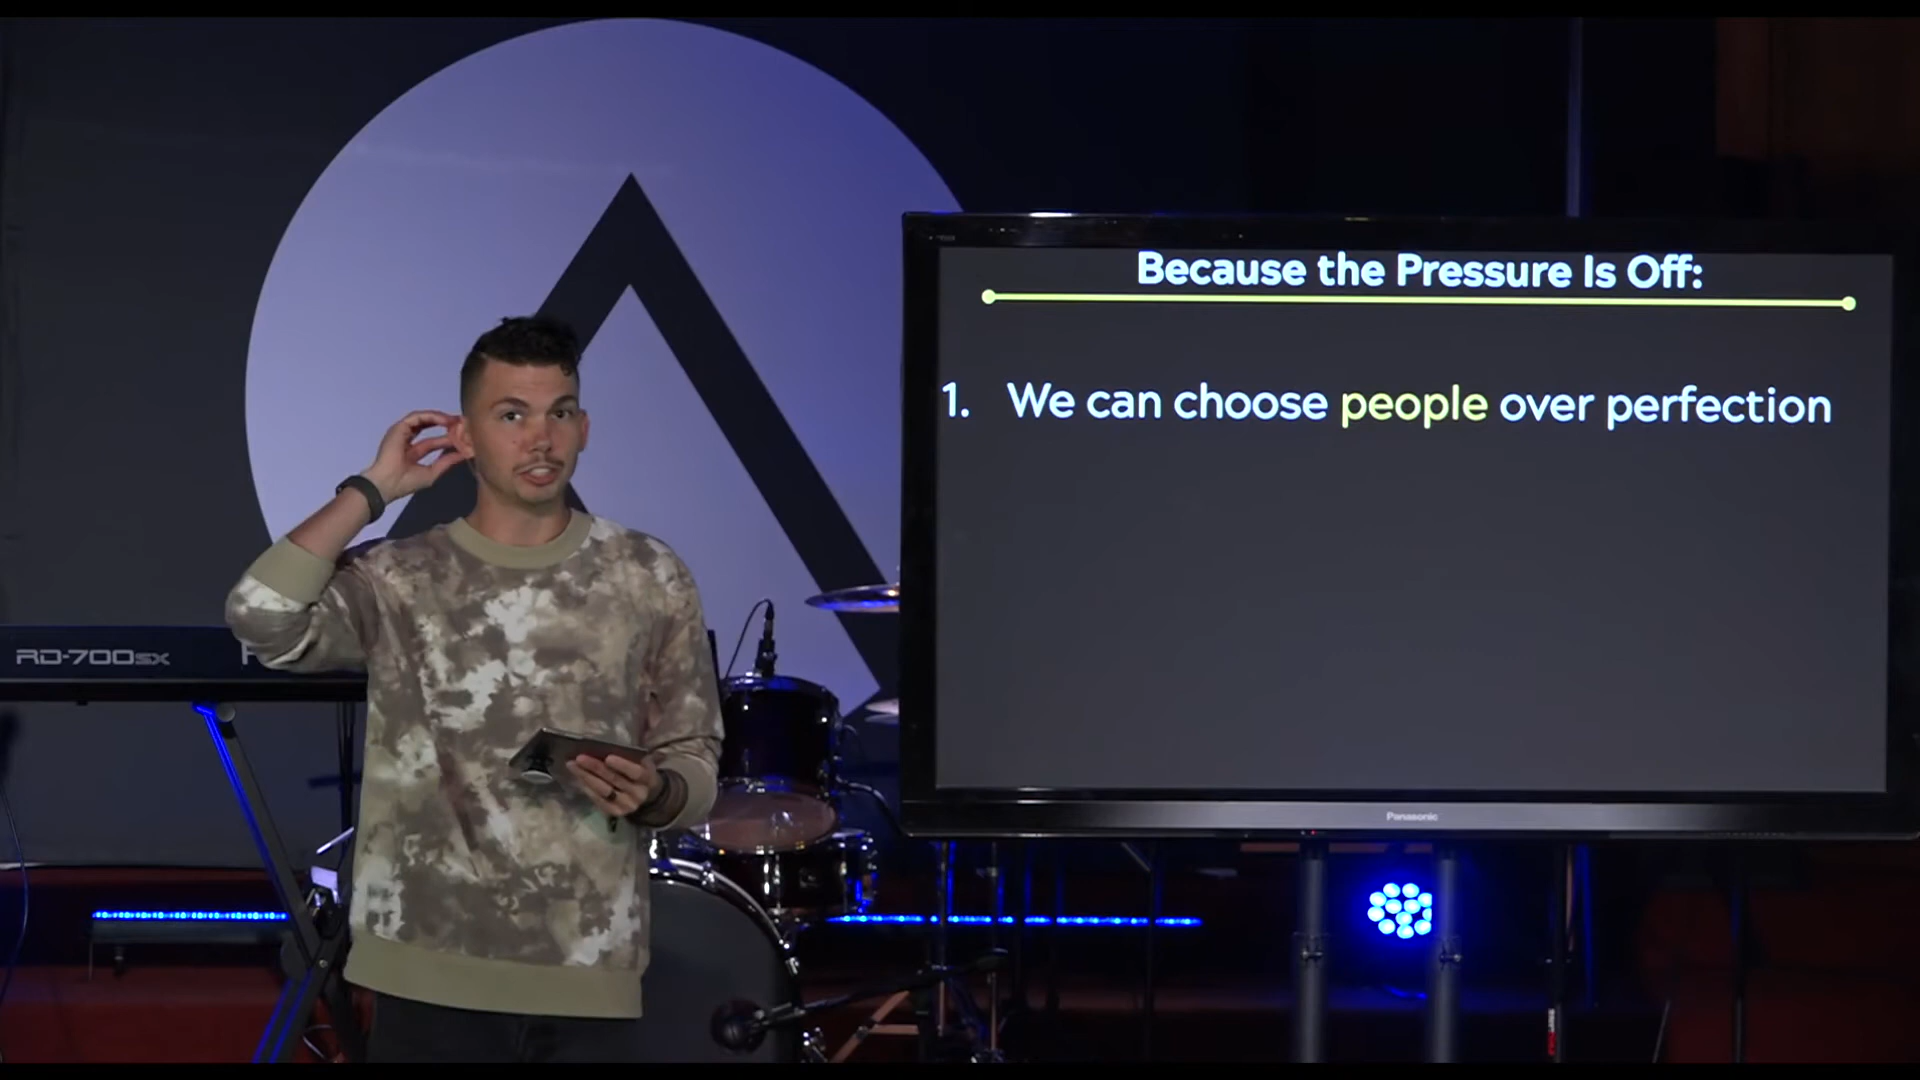 Because the Pressure Is Off:
1. We can choose people over perfection
RD-700SX
Panasonic